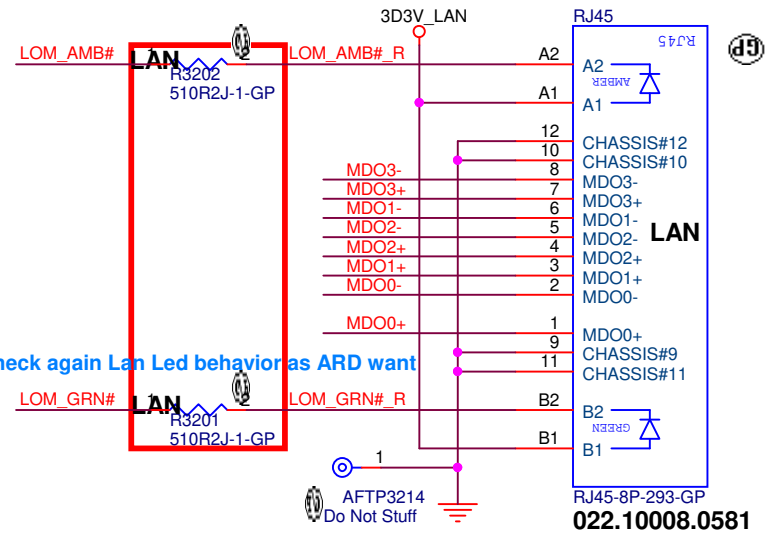 3D3V_LAN
RJ45
RJ45
LOM_AMB#
LAN
1
2
LOM_AMB#_R
R3202
510R2J-1-GP
A2
A2
AMBER
A1
A1
12
CHASSIS#12
10
CHASSIS#10
MDO3-
8
MDO3-
MDO3+
7
MDO3+
MDO1-
6
MDO1-
MDO2-
5
MDO2-
LAN
MDO2+
4
MDO2+
MDO1+
3
MDO1+
MDO0-
2
MDO0-
MDO0+
1
MDO0+
9
CHASSIS#9
11
CHASSIS#11
heck again Lan Led behavior as ARD want
LOM_GRN#
LAN
1
2
LOM_GRN#_R
R3201
510R2J-1-GP
B2
B2
GREEN
B1
B1
1
AFTP3214
Do Not Stuff
RJ45-8P-293-GP
022.10008.0581